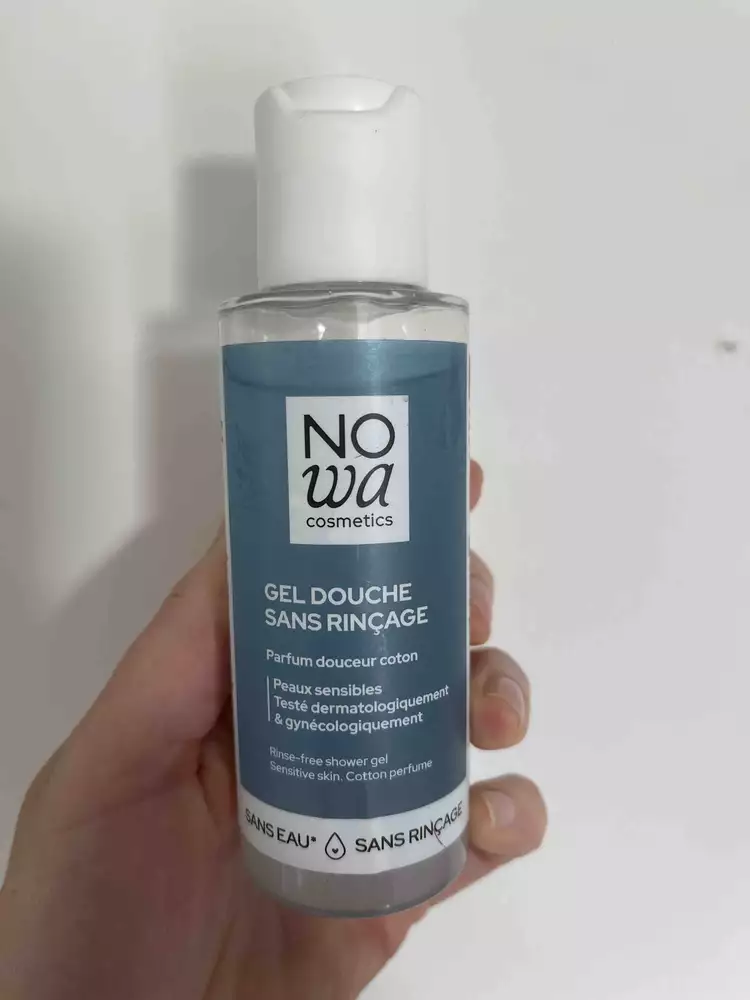 NO
wa
cosmetics
GEL DOUCHE
SANS RINÇAGE
Parfum douceur coton
Peaux sensibles
Testé dermatologiquement
& gynécologiquement
Rinse-free shower gel
Sensitive skin. Cotton perfume
SANS EAU* SANS RINÇAGE